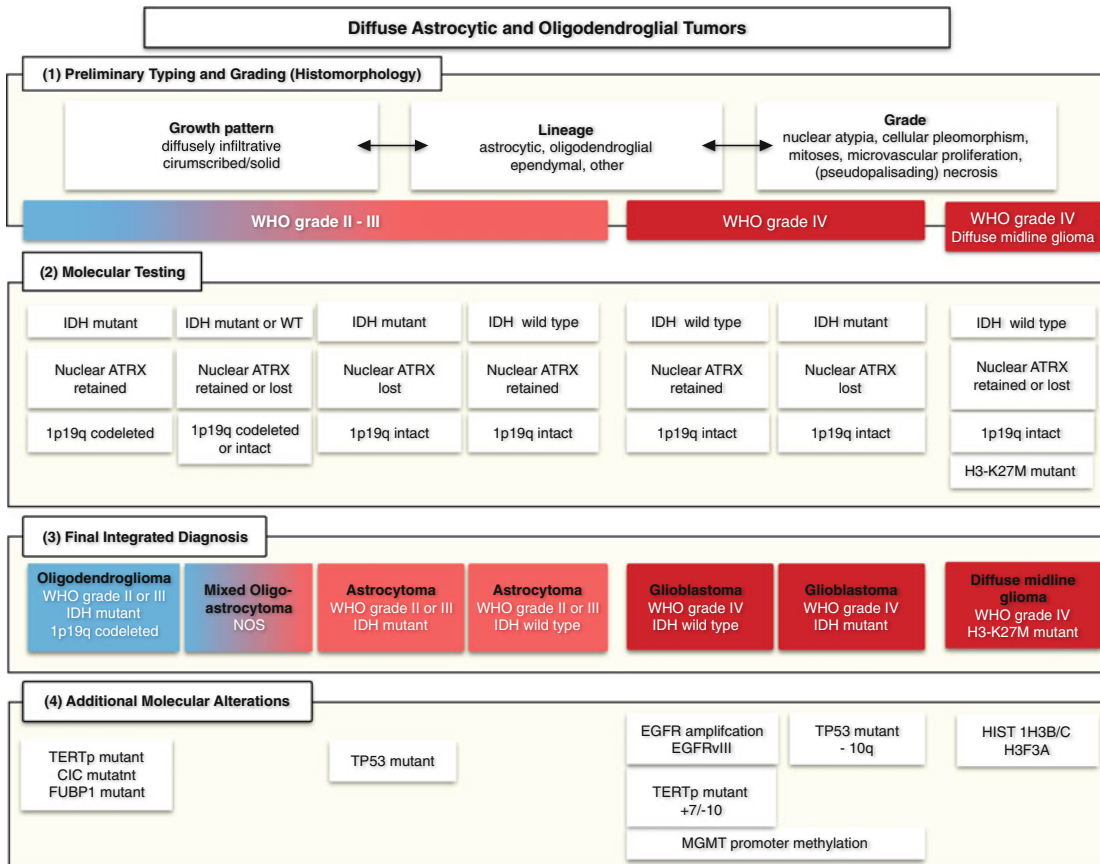 Diffuse Astrocytic and Oligodendroglial Tumors
(1) Preliminary Typing and Grading (Histomorphology)
Growth pattern
diffusely infiltrative
cirumscribed/solid
Lineage
astrocytic, oligodendroglial
ependymal, other
Grade
nuclear atypia, cellular pleomorphism,
mitoses, microvascular proliferation,
(pseudopalisading) necrosis
WHO grade II - III
WHO grade IV
WHO grade IV
Diffuse midline glioma
(2) Molecular Testing
IDH mutant
IDH mutant or WT
IDH mutant
IDH wild type
IDH wild type
IDH mutant
IDH wild type
Nuclear ATRX
retained
Nuclear ATRX
retained or lost
Nuclear ATRX
lost
Nuclear ATRX
retained
Nuclear ATRX
retained
Nuclear ATRX
lost
Nuclear ATRX
retained or lost
1p19q codeleted
1p19q codeleted
or intact
1p19q intact
1p19q intact
1p19q intact
1p19q intact
1p19q intact
H3-K27M mutant
(3) Final Integrated Diagnosis
Oligodendroglioma
WHO grade II or III
IDH mutant
1p19q codeleted
Mixed Oligo-
astrocytoma
NOS
Astrocytoma
WHO grade II or III
IDH mutant
Astrocytoma
WHO grade II or III
IDH wild type
Glioblastoma
WHO grade IV
IDH wild type
Glioblastoma
WHO grade IV
IDH mutant
Diffuse midline
glioma
WHO grade IV
H3-K27M mutant
(4) Additional Molecular Alterations
TERTp mutant
CIC mutatnt
FUBP1 mutant
TP53 mutant
EGFR amplifcation
EGFRvIII
TP53 mutant
- 10q
HIST 1H3B/C
H3F3A
TERTp mutant
+7/-10
MGMT promoter methylation